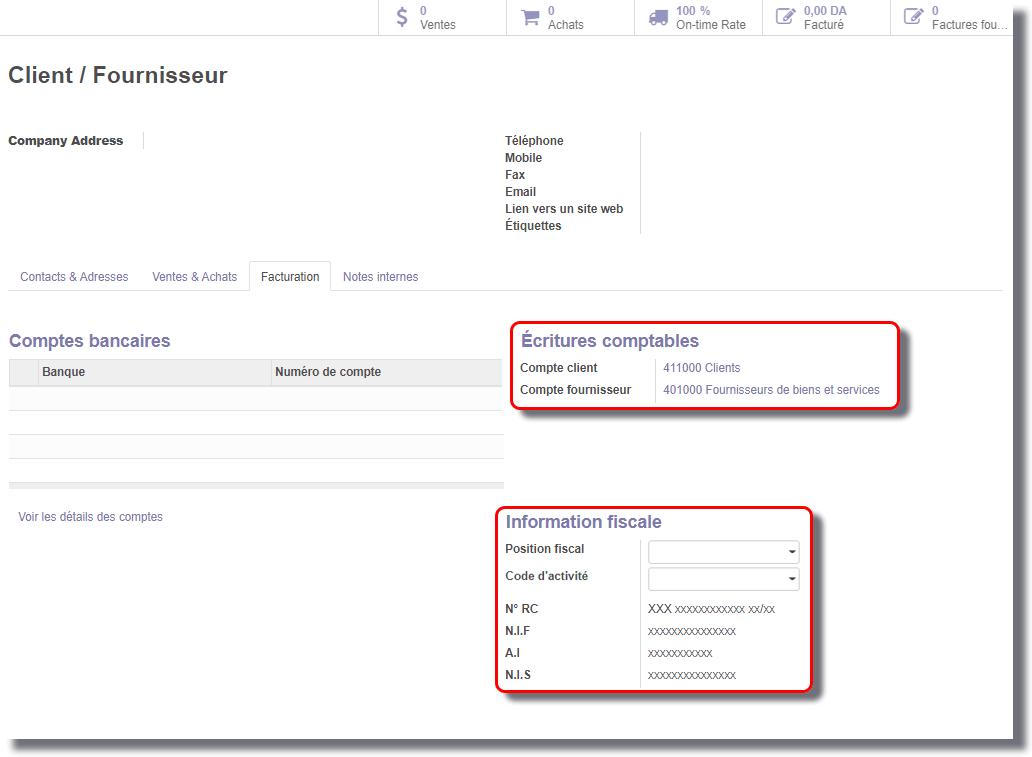 0
Ventes
0
Achats
100 %
On-time Rate
0,00 DA
Facturé
0
Factures fou...
Client / Fournisseur
Company Address
Téléphone
Mobile
Fax
Email
Lien vers un site web
Étiquettes
Contacts & Adresses
Ventes & Achats
Facturation
Notes internes
Comptes bancaires
Banque
Numéro de compte
Voir les détails des comptes
Écritures comptables
Compte client 411000 Clients
Compte fournisseur 401000 Fournisseurs de biens et services
Information fiscale
Position fiscal
Code d'activité
N° RC XXX xxxxxxxxxxxx xx/xx
N.I.F xxxxxxxxxxxxxxx
A.I xxxxxxxxxxx
N.I.S xxxxxxxxxxxxxxx